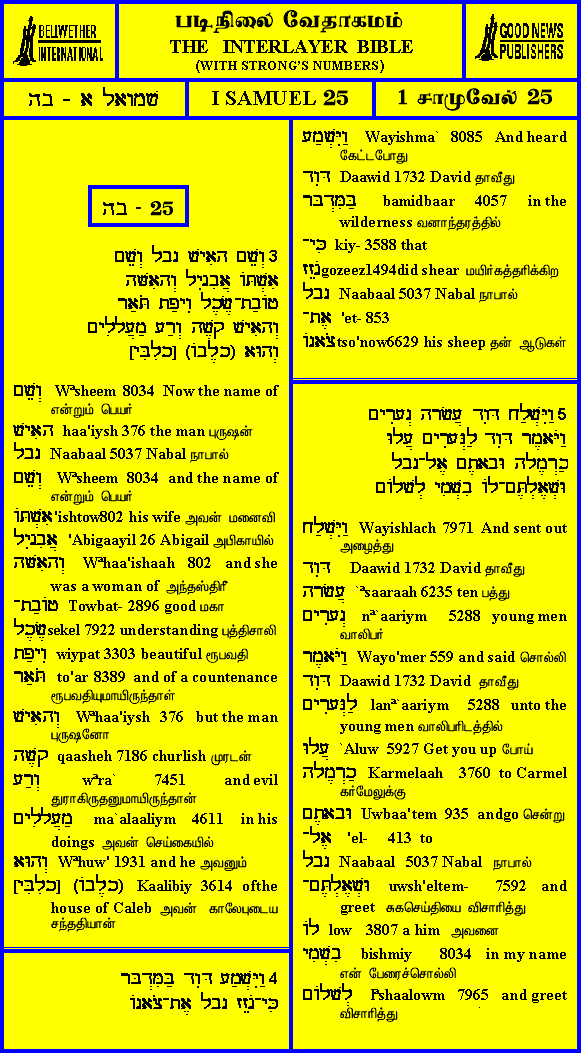 BELLWETHER
INTERNATIONAL
படிநிலை வேதாகமம்
THE INTERLAYER BIBLE
(WITH STRONG'S NUMBERS)
GOOD NEWS
PUBLISHERS
שמואל א - בה
I SAMUEL 25
1 சாமுவேல் 25
בה - 25
3 וְשֵׁם הָאִישׁ נָבָל וְשֵׁם
אִשְׁתּוֹ אֲבִגָיִל וְהָאִשָּׁה
טוֹבַת־שֶׂכֶל וִיפַת תֹּאַר
וְהָאִישׁ קָשֶׁה וְרַע מַעֲלָלִים
וְהוּא (כלבו) [כָלִבִּי]
וְשֵׁם Wªsheem 8034 Now the name of
என்றும் பெயர்
הָאִישׁ haa'iysh 376 the man புருஷன்
נָבָל Naabaal 5037 Nabal நாபால்
וְשֵׁם Wªsheem 8034 and the name of
என்றும் பெயர்
אִשְׁתּוֹ 'ishtow802 his wife அவன் மனைவி
אֲבִגָיִל 'Abigaayil 26 Abigail அபிகாயில்
וְהָאִשָּׁה Wªhaa'ishaah 802 and she
was a woman of அந்தஸ்திரீ
טוֹבַת־ Towbat- 2896 good மகா
שֶׂכֶל sekel 7922 understanding புத்திசாலி
וִיפַת wiypat 3303 beautiful ரூபவதி
תֹּאַר to'ar 8389 and of a countenance
ரூபவதியுமாயிருந்தாள்
וְהָאִישׁ Wªhaa'iysh 376 but the man
புருஷனோ
קָשֶׁה qaasheh 7186 churlish முரடன்
וְרַע wªra` 7451 and evil
துராகிருதனுமாயிருந்தான்
מַעֲלָלִים ma`alaaliym 4611 in his
doings அவன் செய்கையில்
וְהוּא Wªhuw' 1931 and he அவனும்
(כלבו) [כָלִבִּי] Kaalibiy 3614 ofthe
house of Caleb அவன் காலேபுடைய
சந்ததியான்
4 וַיִּשְׁמַע דָּוִד בַּמִּדְבָּר
כִּי־גֹזֵז נָבָל אֶת־צֹאנוֹ
וַיִּשְׁמַע Wayishma` 8085 And heard
கேட்டபோது
דָּוִד Daawid 1732 David தாவீது
בַּמִּדְבָּר bamidbaar 4057 in the
wilderness வனாந்தரத்தில்
כִּי־ kiy- 3588 that
גֹזֵז gozeez1494did shear மயிர்கத்தரிக்கிற
נָבָל Naabaal 5037 Nabal நாபால்
אֶת־ 'et- 853
צֹאנוֹ tso'now6629 his sheep தன் ஆடுகள்
5 וַיִּשְׁלַח דָּוִד עֲשָׂרָה נְעָרִים
וַיֹּאמֶר דָּוִד לַנְּעָרִים עֲלוּ
כַרְמֶלָה וּבָאתֶם אֶל־נָבָל
וּשְׁאֶלְתֶּם־לוֹ בִשְׁמִי לְשָׁלוֹם
וַיִּשְׁלַח Wayishlach 7971 And sent out
அழைத்து
דָּוִד Daawid 1732 David தாவீது
עֲשָׂרָה `ªsaaraah 6235 ten பத்து
נְעָרִים nª`aariym 5288 young men
வாலிபர்
וַיֹּאמֶר Wayo'mer 559 and said சொல்லி
דָּוִד Daawid 1732 David தாவீது
לַנְּעָרִים lanª`aariym 5288 unto the
young men வாலிபரிடத்தில்
עֲלוּ `Aluw 5927 Get you up போய்
כַרְמֶלָה Karmelaah 3760 to Carmel
கர்மேலுக்கு
וּבָאתֶם Uwbaa'tem 935 andgo சென்று
אֶל־ 'el- 413 to
נָבָל Naabaal 5037 Nabal நாபால்
וּשְׁאֶלְתֶּם־ uwsh'eltem- 7592 and
greet சுகசெய்தியை விசாரித்து
לוֹ low 3807 a him அவனை
בִשְׁמִי bishmiy 8034 in my name
என் பேரைச்சொல்லி
לְשָׁלוֹם lªshaalowm 7965 and greet
விசாரித்து